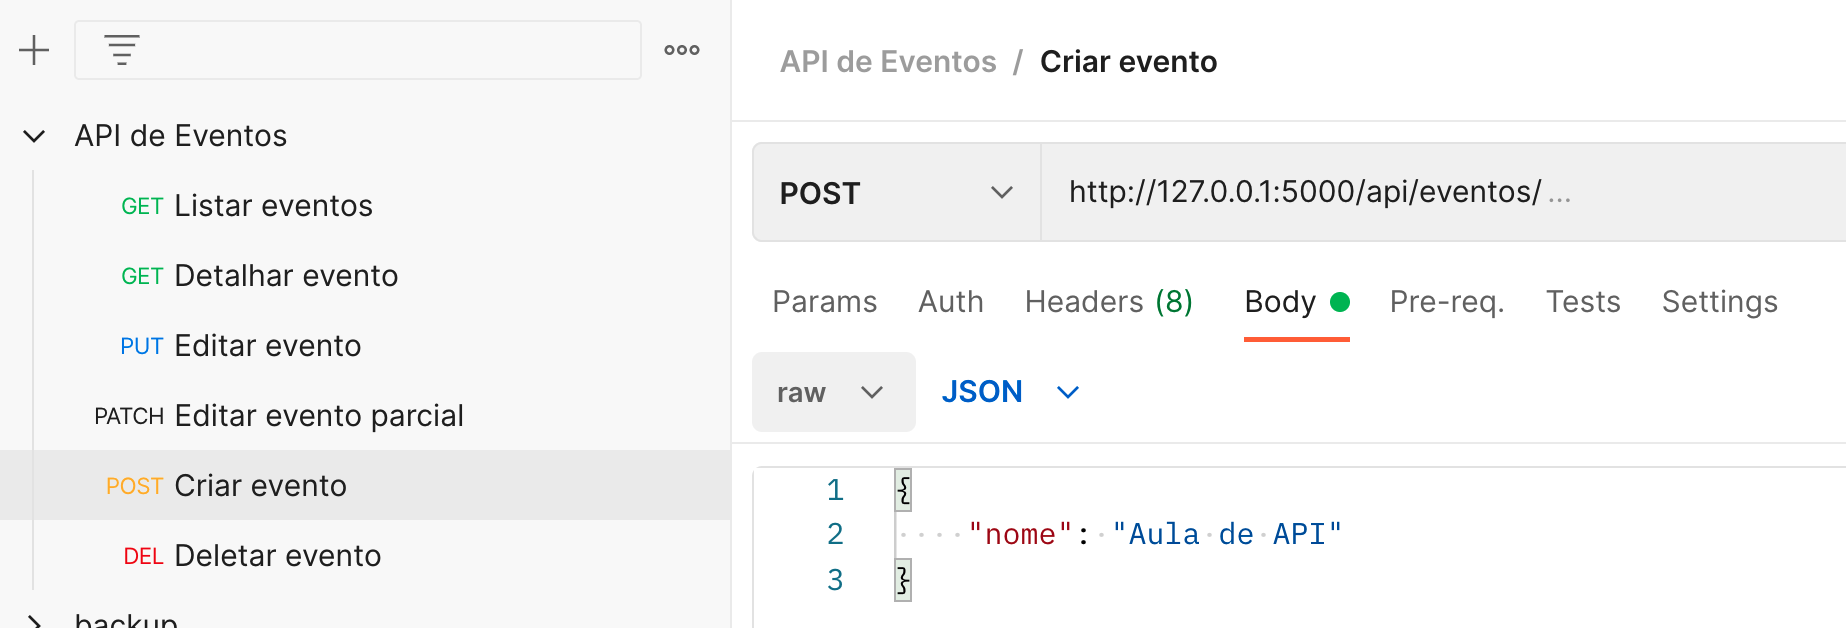 API de Eventos
GET Listar eventos
GET Detalhar evento
PUT Editar evento
PATCH Editar evento parcial
POST Criar evento
DEL Deletar evento
backup
API de Eventos / Criar evento
POST http://127.0.0.1:5000/api/eventos/ ...
Params Auth Headers (8) Body Pre-req. Tests Settings
raw JSON
1 {
2 "nome": "Aula de API"
3 }